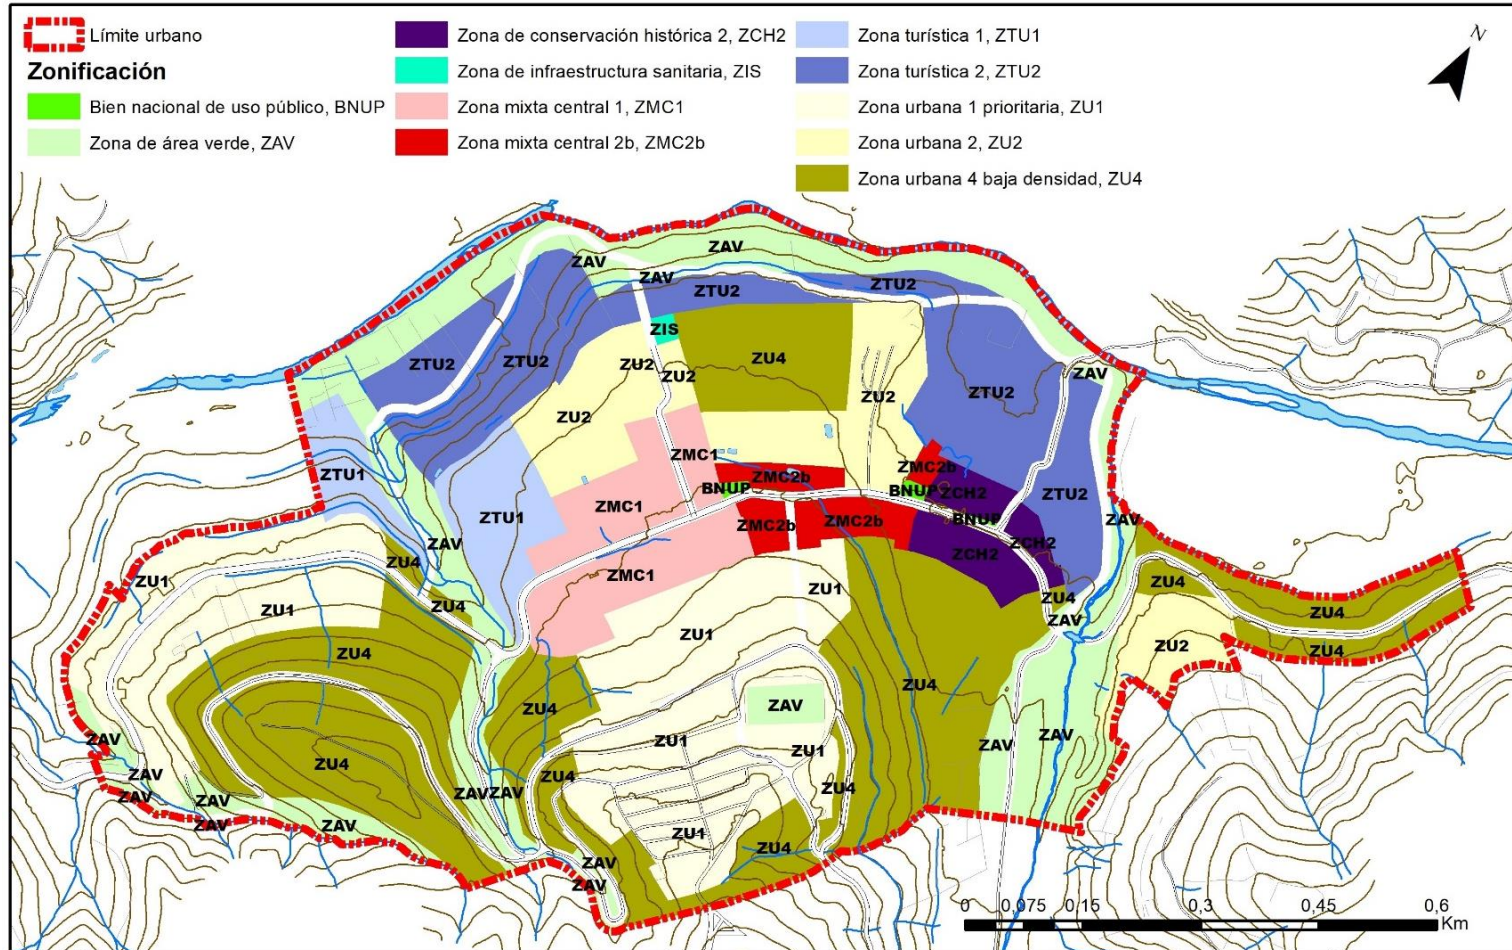 Límite urbano
Zonificación
Bien nacional de uso público, BNUP
Zona de área verde, ZAV
Zona de conservación histórica 2, ZCH2
Zona de infraestructura sanitaria, ZIS
Zona mixta central 1, ZMC1
Zona mixta central 2b, ZMC2b
Zona turística 1, ZTU1
Zona turística 2, ZTU2
Zona urbana 1 prioritaria, ZU1
Zona urbana 2, ZU2
Zona urbana 4 baja densidad, ZU4
N
ZAV
ZAV
ZAV
ZTU2
ZTU2
ZIS
ZU4
ZTU2
ZTU2
ZU2
ZU2
ZAV
ZU2
ZTU2
ZU2
ZMC1
ZTU1
ZMC2b
ZMC2b
BNUP
BNUP
ZCH2
ZTU2
ZMC1
ZTU1
ZMC2b
ZMC2b
BNUP
ZAV
ZAV
ZCH2
ZCH2
ZU4
ZMC1
ZU1
ZU1
ZU4
ZU4
ZU4
ZU1
ZU4
ZAV
ZU4
ZU1
ZU4
ZU2
ZU4
ZU4
ZU4
ZAV
ZAV
ZU1
ZAV
ZAV
ZU1
ZU4
ZAV
ZAV
ZU4
ZU4
ZAV
ZAV
ZAV
ZAV
ZAV
ZAV
ZU1
ZU4
ZAV
ZAV
0 0,075 0,15 0,3 0,45 0,6
Km